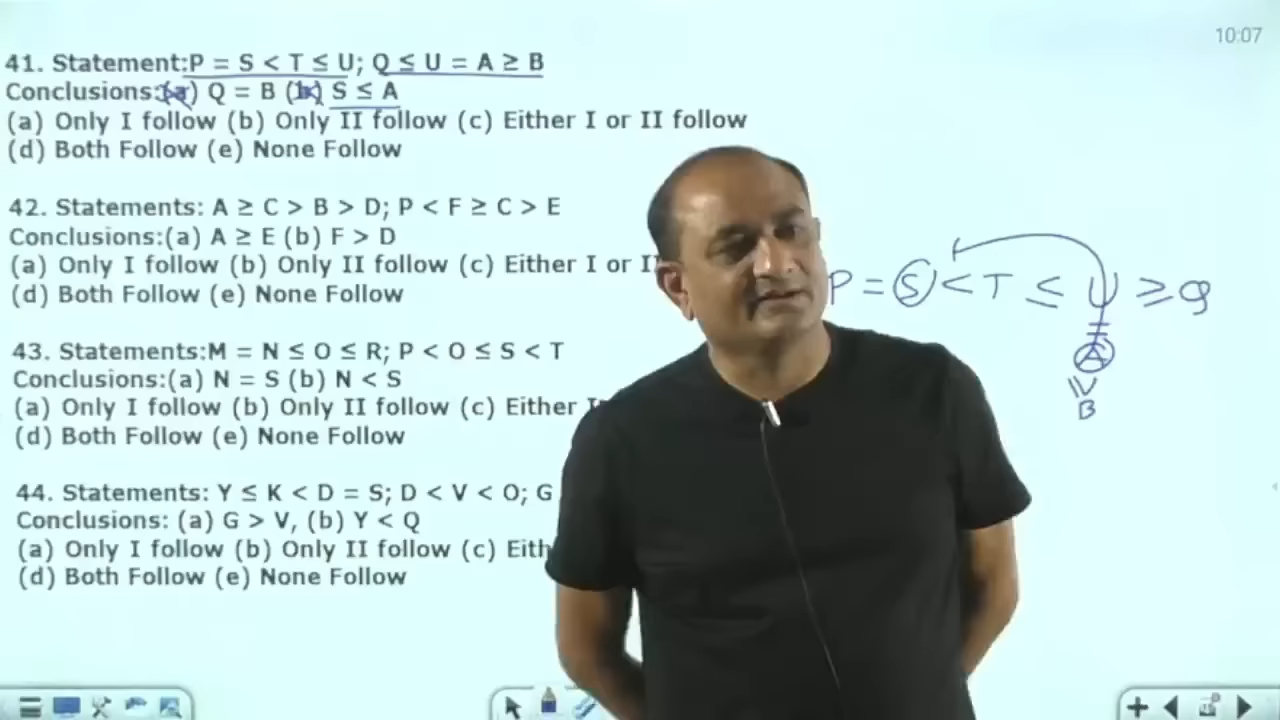 10:07
41. Statement:P = S < T ≤ U; Q ≤ U = A ≥ B
Conclusions:(a) Q = B (b) S ≤ A
(a) Only I follow (b) Only II follow (c) Either I or II follow
(d) Both Follow (e) None Follow
42. Statements: A ≥ C > B > D; P < F ≥ C > E
Conclusions:(a) A ≥ E (b) F > D
(a) Only I follow (b) Only II follow (c) Either I or
(d) Both Follow (e) None Follow
43. Statements:M = N ≤ O ≤ R; P < O ≤ S < T
Conclusions:(a) N = S (b) N < S
(a) Only I follow (b) Only II follow (c) Either
(d) Both Follow (e) None Follow
44. Statements: Y ≤ K < D = S; D < V < O; G
Conclusions: (a) G > V, (b) Y < Q
(a) Only I follow (b) Only II follow (c)
(d) Both Follow (e) None Follow
P = S < T ≤ U ≥ Q
=
A
≥
B